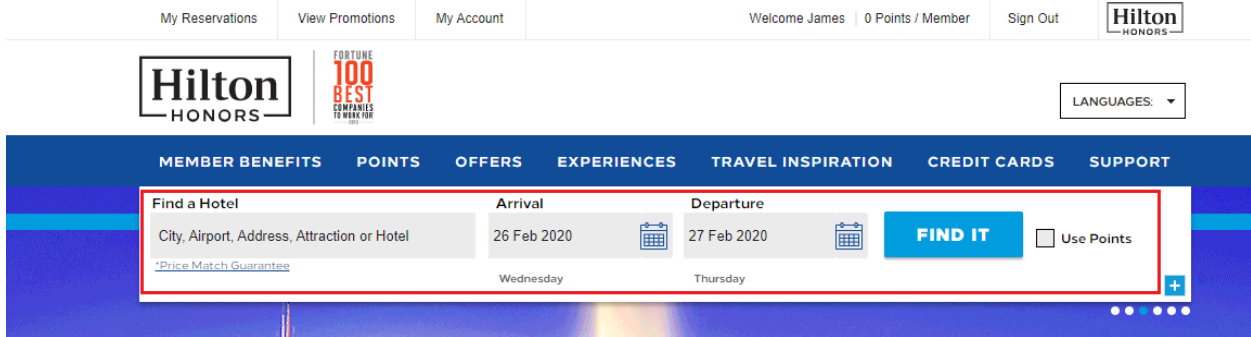 My Reservations View Promotions My Account Welcome James 0 Points / Member Sign Out Hilton
HONORS
Hilton
HONORS
FORTUNE
100
BEST
COMPANIES
TO WORK FOR
LANGUAGES:
MEMBER BENEFITS POINTS OFFERS EXPERIENCES TRAVEL INSPIRATION CREDIT CARDS SUPPORT
Find a Hotel Arrival Departure
City, Airport, Address, Attraction or Hotel 26 Feb 2020 27 Feb 2020 FIND IT Use Points
*Price Match Guarantee
Wednesday Thursday
+